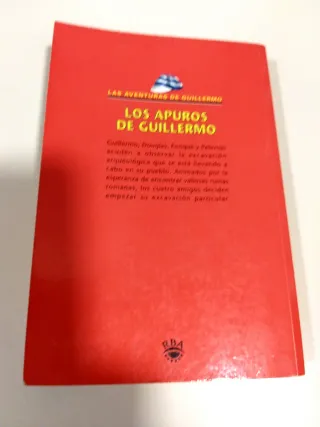 LAS AVENTURAS DE GUILLERMO
LOS APUROS
DE GUILLERMO
Guillermo, Douglas, Enrique y Pelirrojo
acuden a observar la excavación
arqueológica que se está llevando a
cabo en su pueblo. Animados por la
esperanza de encontrar valiosas ruinas
romanas, los cuatro amigos deciden
empezar su excavación particular
RBA